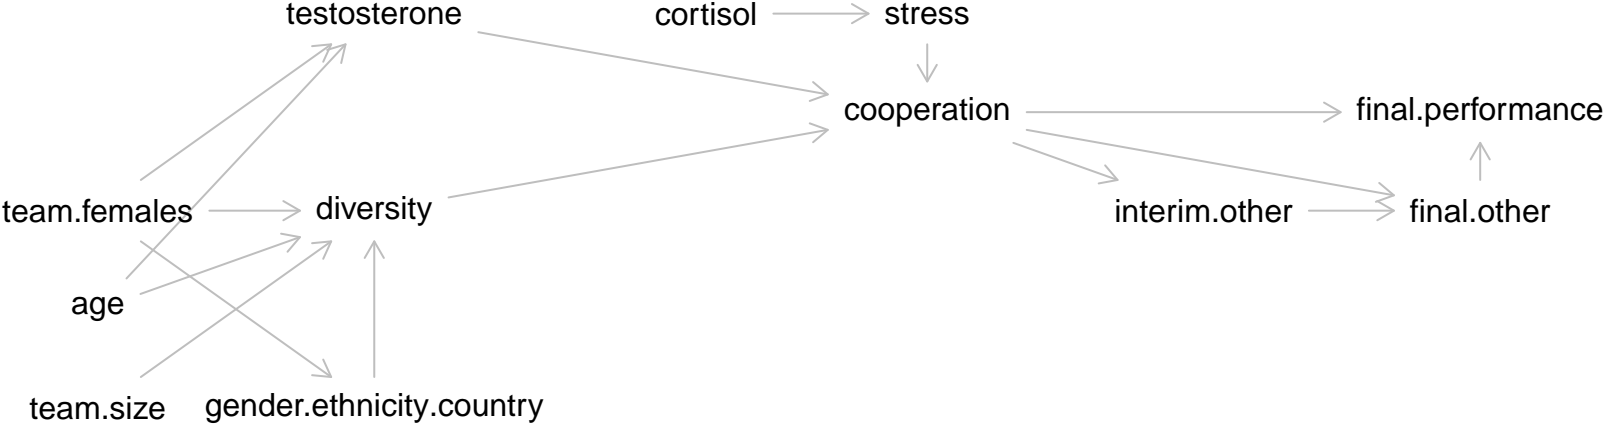 testosterone
cortisol
stress
cooperation
final.performance
team.females
diversity
interim.other
final.other
age
team.size
gender.ethnicity.country